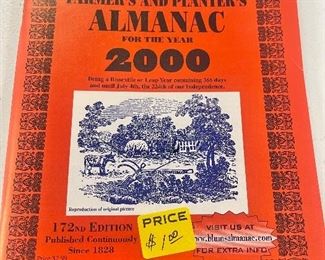 FARMER'S AND PLANTER'S
ALMANAC
FOR THE YEAR
2000
Being a Bissextile or Leap Year containing 366 days
and until July 4th, the 224th of our Independence.
Reproduction of original picture
172ND EDITION
Published Continuously
Since 1828
PRICE
$ 1.00
VISIT US AT
www.blumsalmanac.com
FOR EXTRA INFO